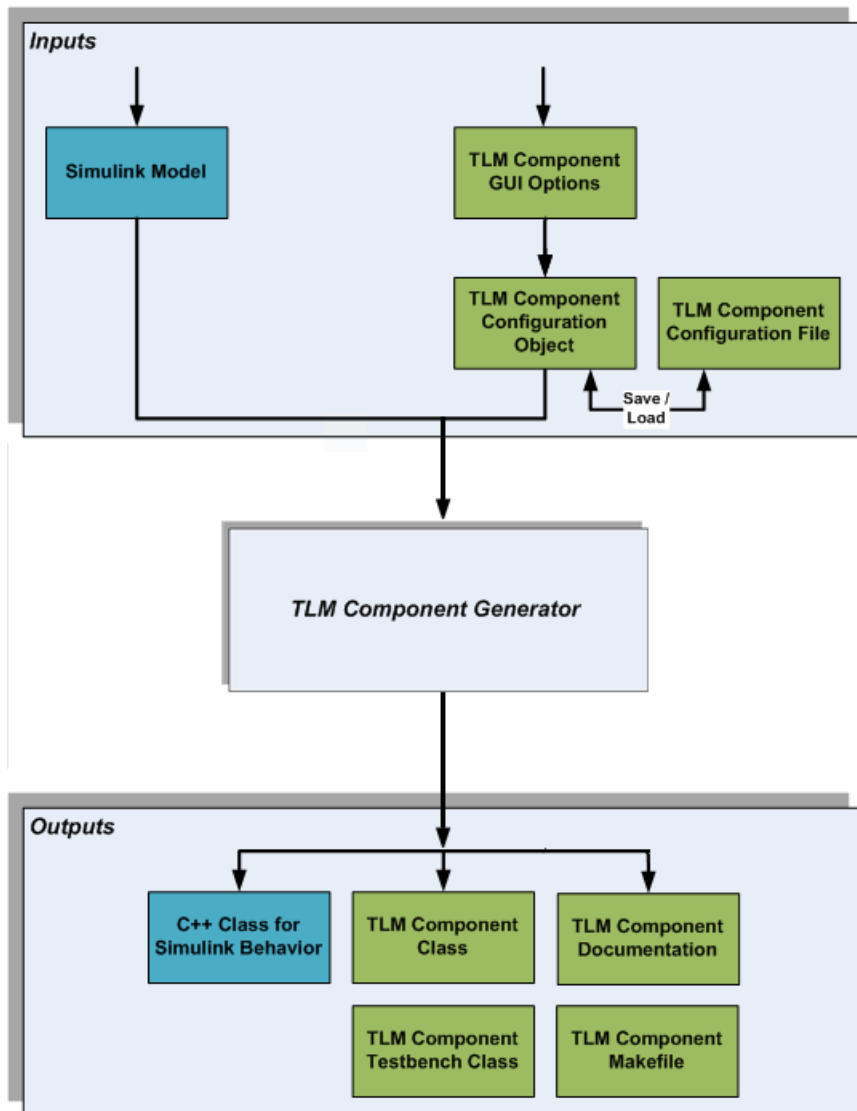 Inputs
Simulink Model
TLM Component
GUI Options
TLM Component
Configuration
Object
TLM Component
Configuration File
Save /
Load
TLM Component Generator
Outputs
C++ Class for
Simulink Behavior
TLM Component
Class
TLM Component
Documentation
TLM Component
Testbench Class
TLM Component
Makefile